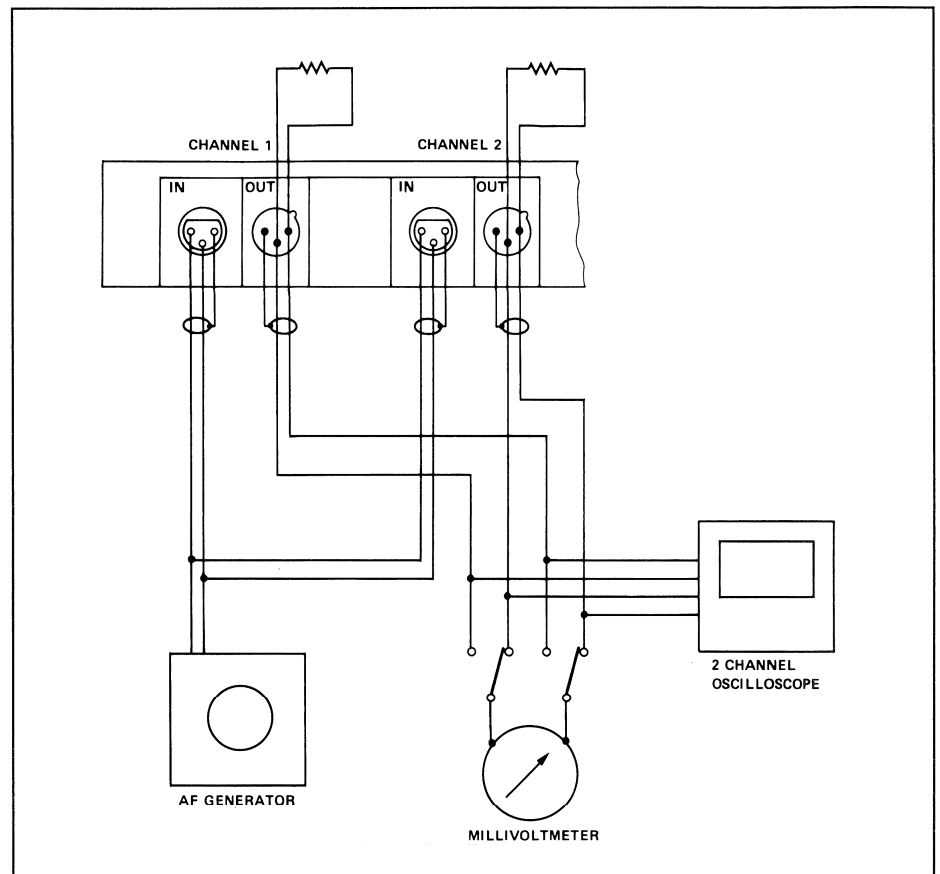 CHANNEL 1
CHANNEL 2
IN
OUT
IN
OUT
2 CHANNEL
OSCILLOSCOPE
AF GENERATOR
MILLIVOLTMETER